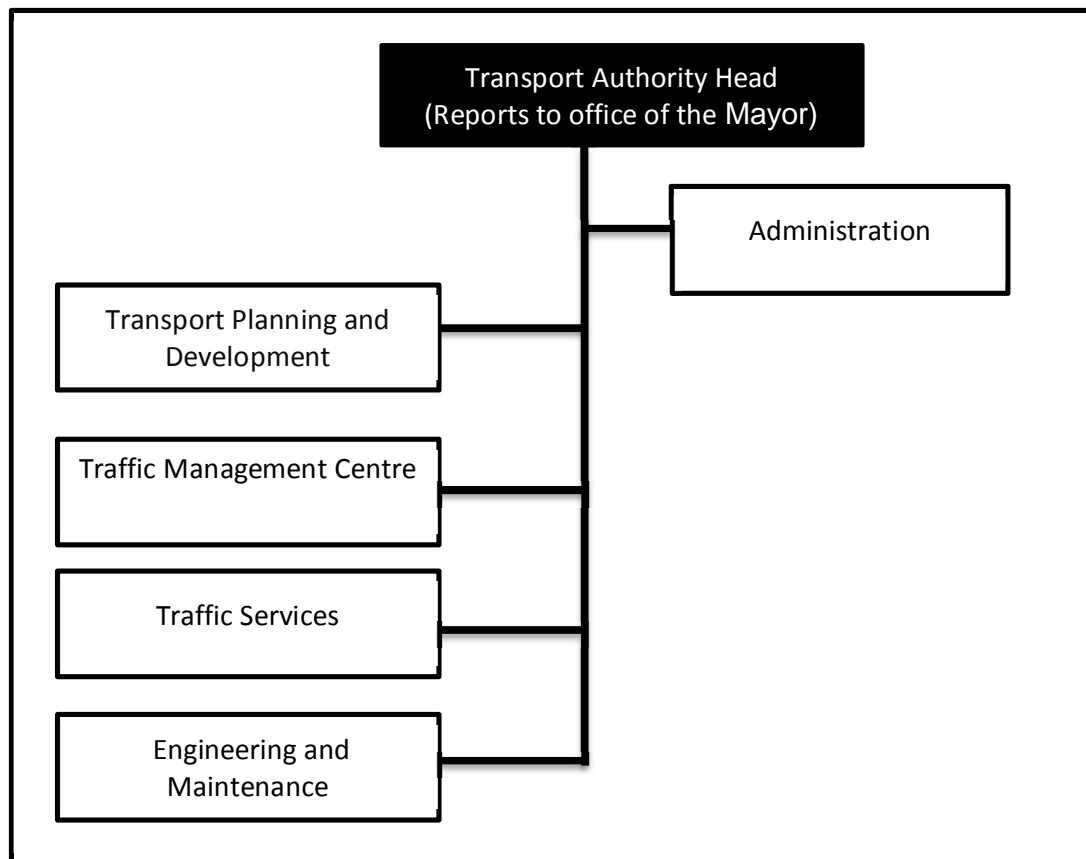 Transport Authority Head
(Reports to office of the Mayor)
Administration
Transport Planning and
Development
Traffic Management Centre
Traffic Services
Engineering and
Maintenance